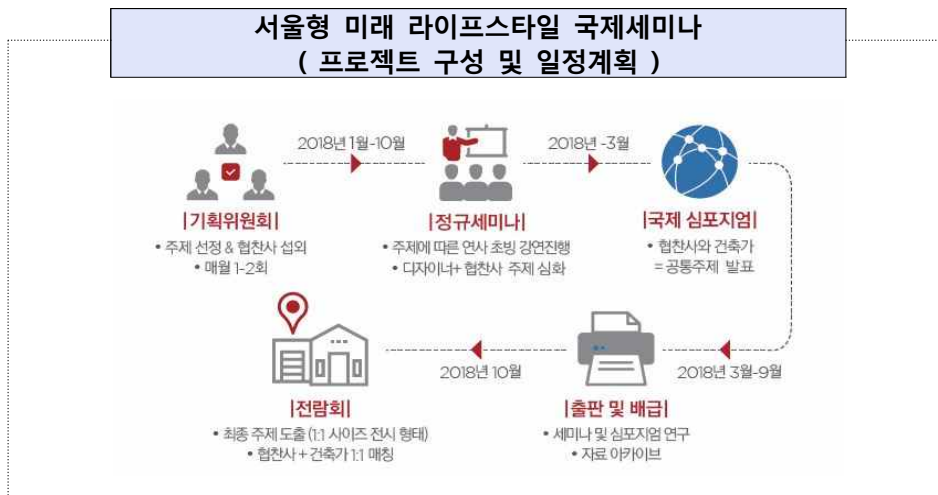 서울형 미래 라이프스타일 국제세미나
( 프로젝트 구성 및 일정계획 )
2018년 1월-10월
2018년 -3월
|기획위원회|
• 주제 선정 & 협찬사 섭외
• 매월 1-2회
|정규세미나|
• 주제에 따른 연사 초빙 강연진행
• 디자이너+ 협찬사 주제 심화
|국제 심포지엄|
• 협찬사와 건축가
= 공통주제 발표
2018년 3월-9월
2018년 10월
|출판 및 배급|
• 세미나 및 심포지엄 연구
• 자료 아카이브
|전람회|
• 최종 주제 도출 (1:1 사이즈 전시 형태)
• 협찬사 + 건축가 1:1 매칭